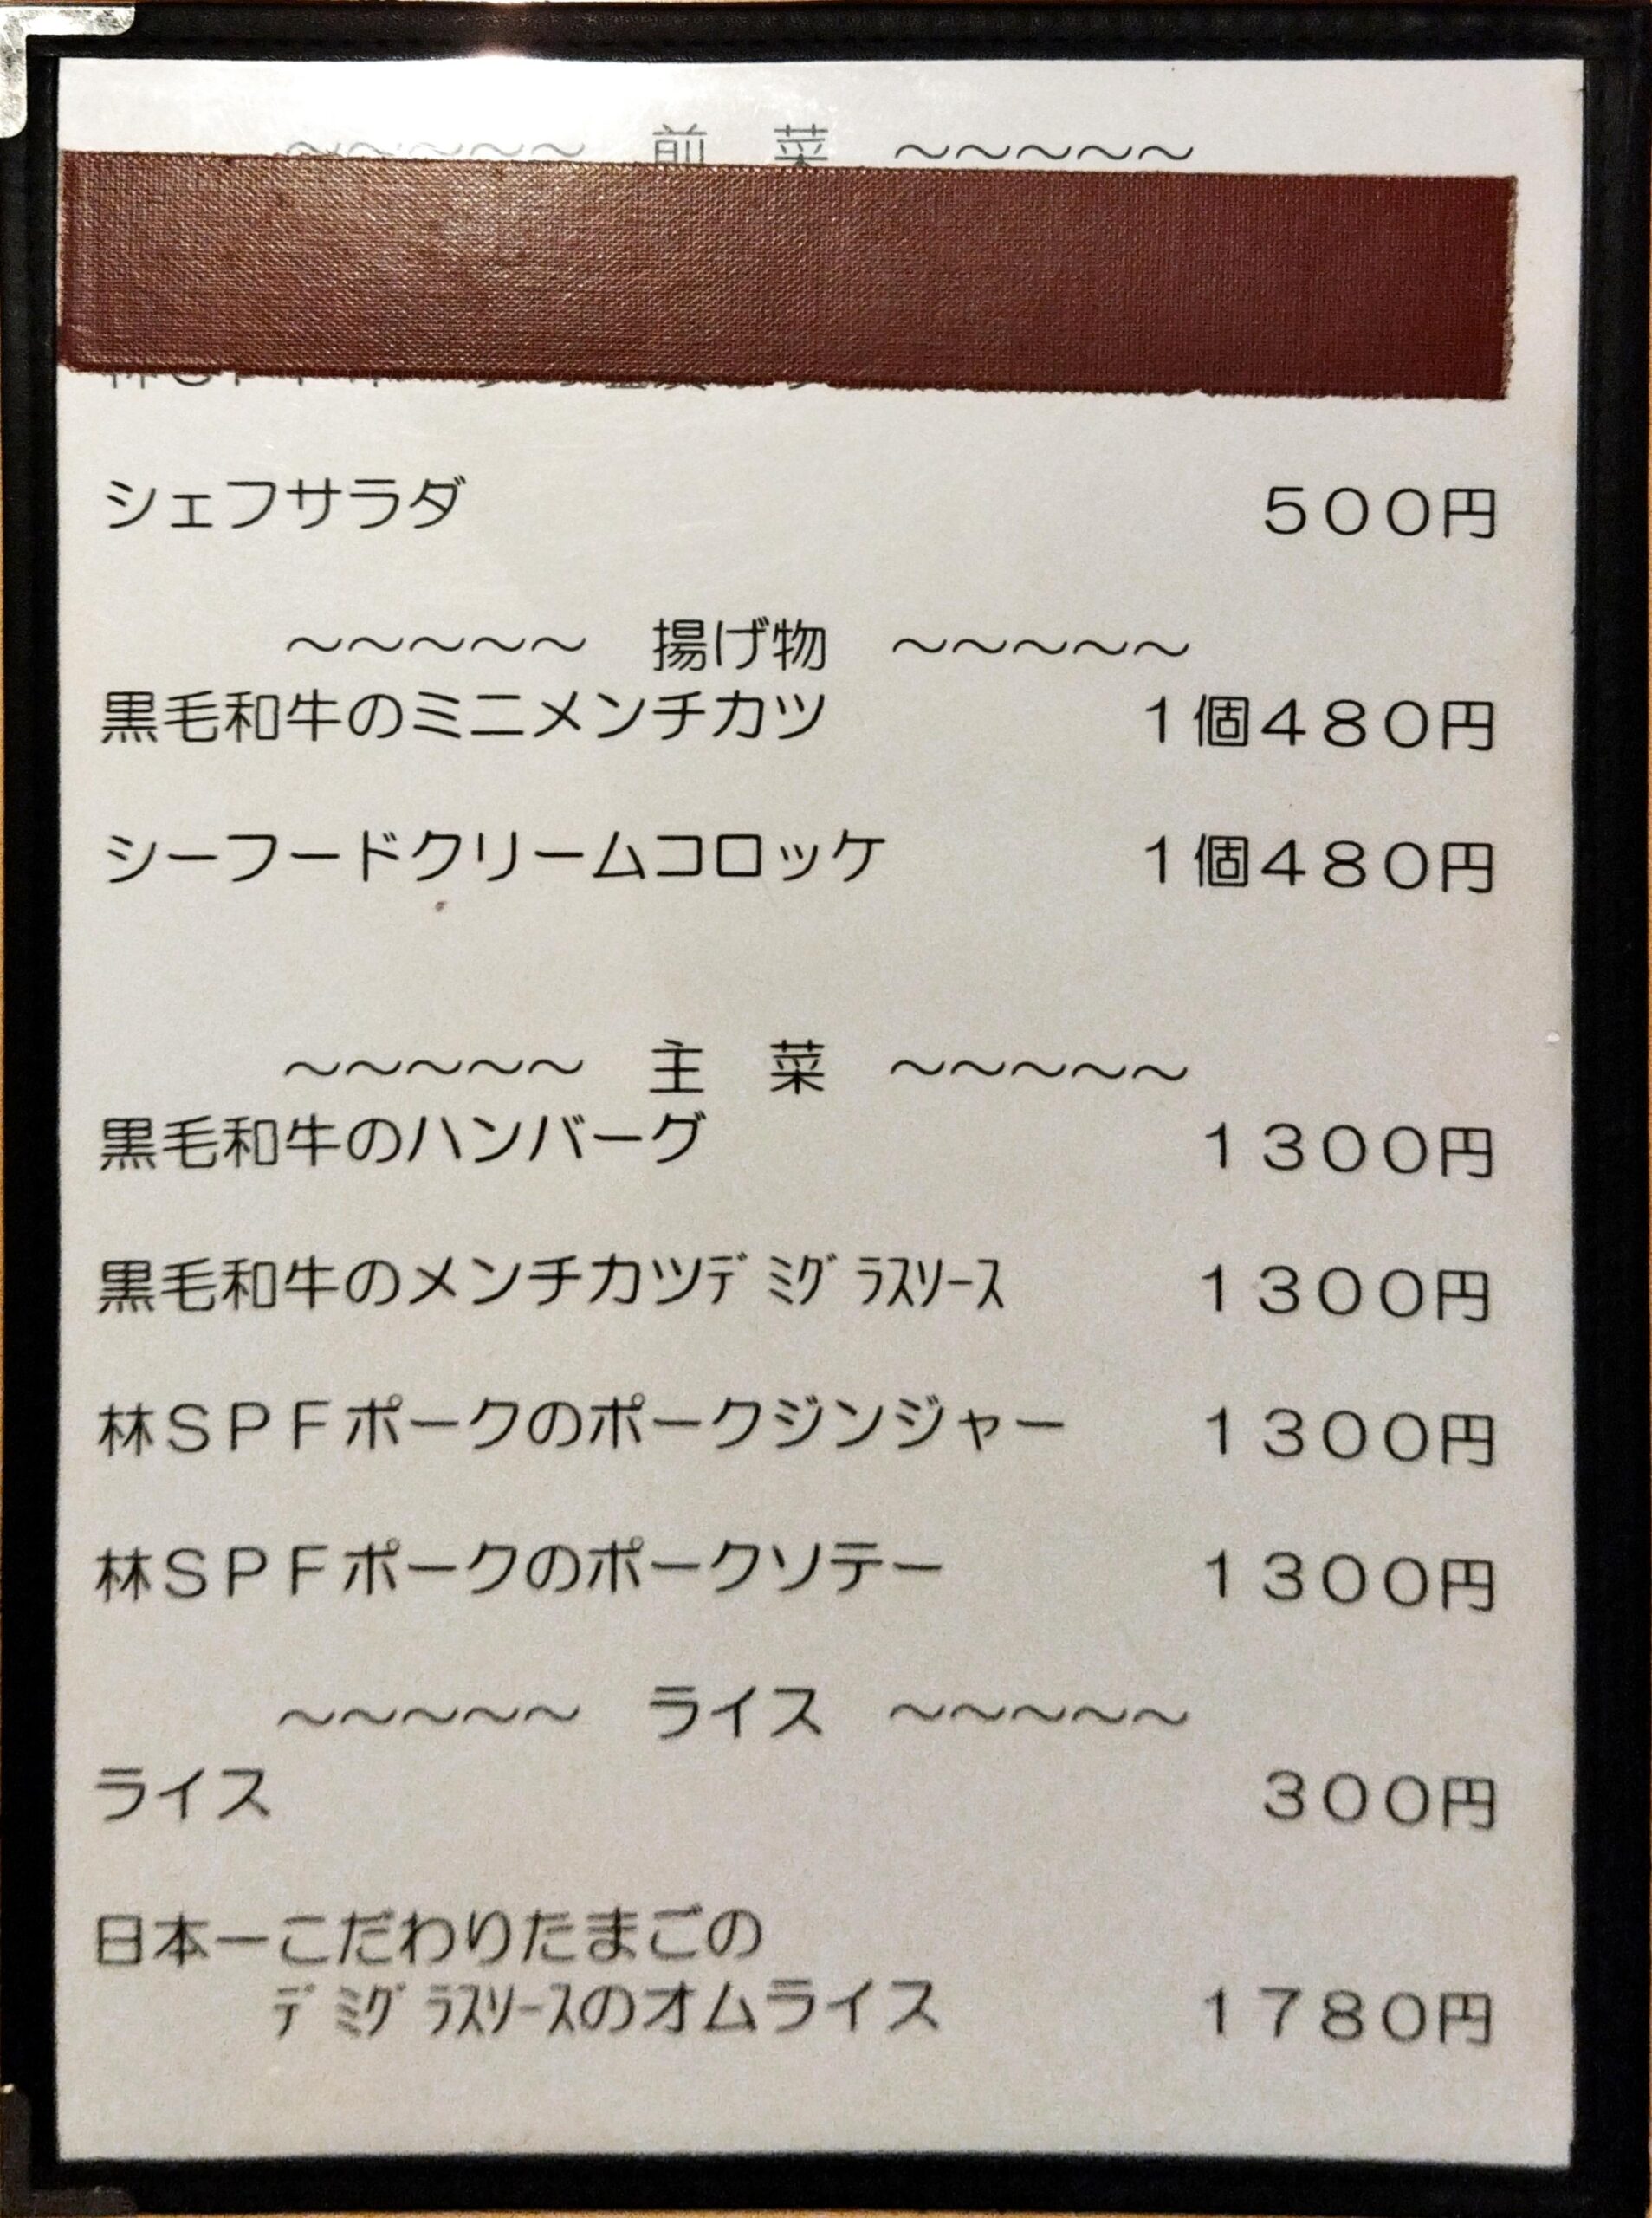 ～～～～～　前　菜　～～～～～
シェフサラダ　５００円
～～～～～　揚げ物　～～～～～
黒毛和牛のミニメンチカツ　１個４８０円
シーフードクリームコロッケ　１個４８０円
～～～～～　主　菜　～～～～～
黒毛和牛のハンバーグ　１３００円
黒毛和牛のメンチカツﾃﾞﾐｸﾞﾗｽｿｰｽ　１３００円
林ＳＰＦポークのポークジンジャー　１３００円
林ＳＰＦポークのポークソテー　１３００円
～～～～～　ライス　～～～～～
ライス　３００円
日本一こだわりたまごの
ﾃﾞﾐｸﾞﾗｽｿｰｽのオムライス　１７８０円